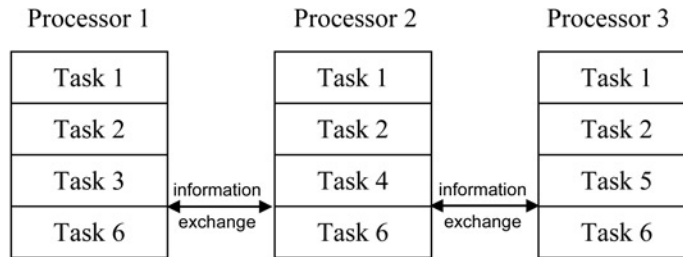 Processor 1 Processor 2 Processor 3
Task 1 Task 1 Task 1
Task 2 Task 2 Task 2
Task 3 information Task 4 information Task 5
exchange exchange
Task 6 Task 6 Task 6